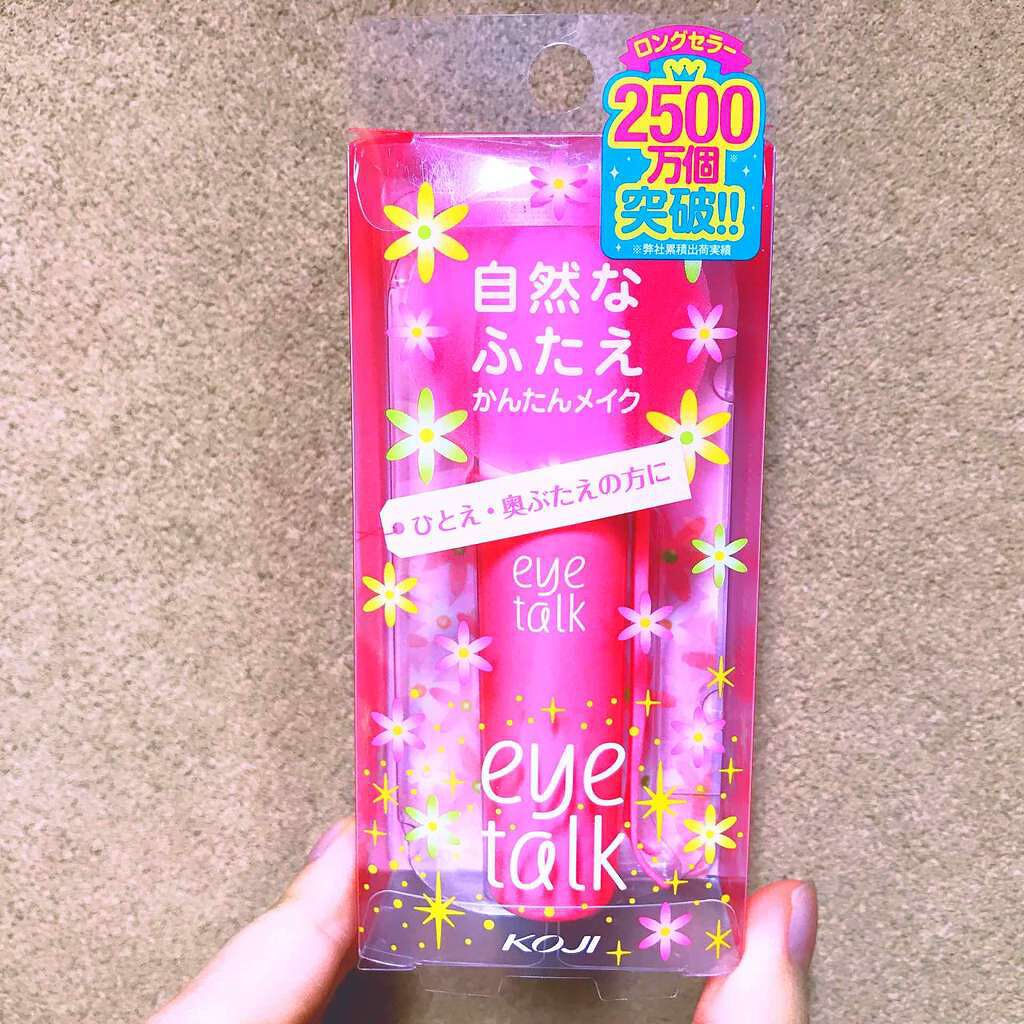 ロングセラー
2500
万個※
突破!!
※弊社累積出荷実績
自然な
ふたえ
かんたんメイク
ひとえ・奥ぶたえの方に
eye
talk
eye
talk
KOJI